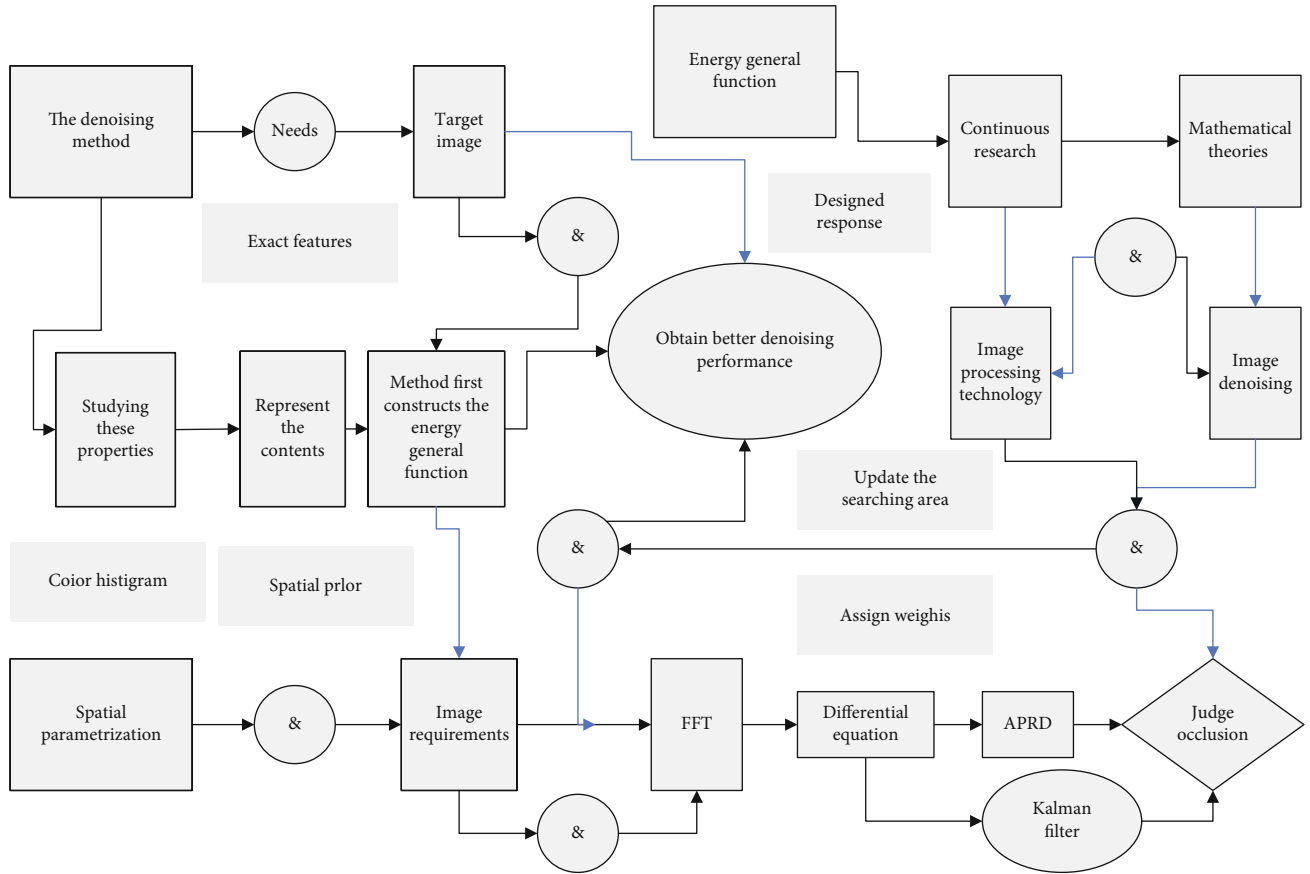 Energy general
function
The denoising
method
Needs
Target
image
Continuous
research
Mathematical
theories
Exact features
&
Designed
response
&
Studying
these
properties
Represent
the
contents
Method first
constructs the
energy
general
function
Obtain better denoising
performance
Image
processing
technology
Image
denoising
Update the
searching area
&
&
Coior histigram
Spatial prlor
Assign weighis
Spatial
parametrization
&
Image
requirements
FFT
Differential
equation
APRD
Judge
occlusion
&
Kalman
filter